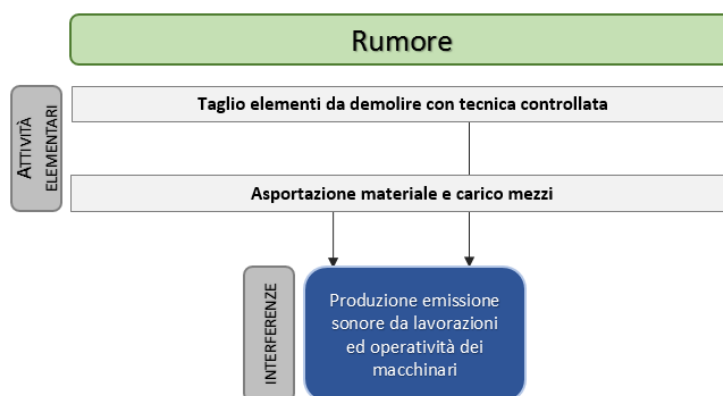 Rumore
ATTIVITÀ
ELEMENTARI
Taglio elementi da demolire con tecnica controllata
Asportazione materiale e carico mezzi
INTERFERENZE
Produzione emissione
sonore da lavorazioni
ed operatività dei
macchinari